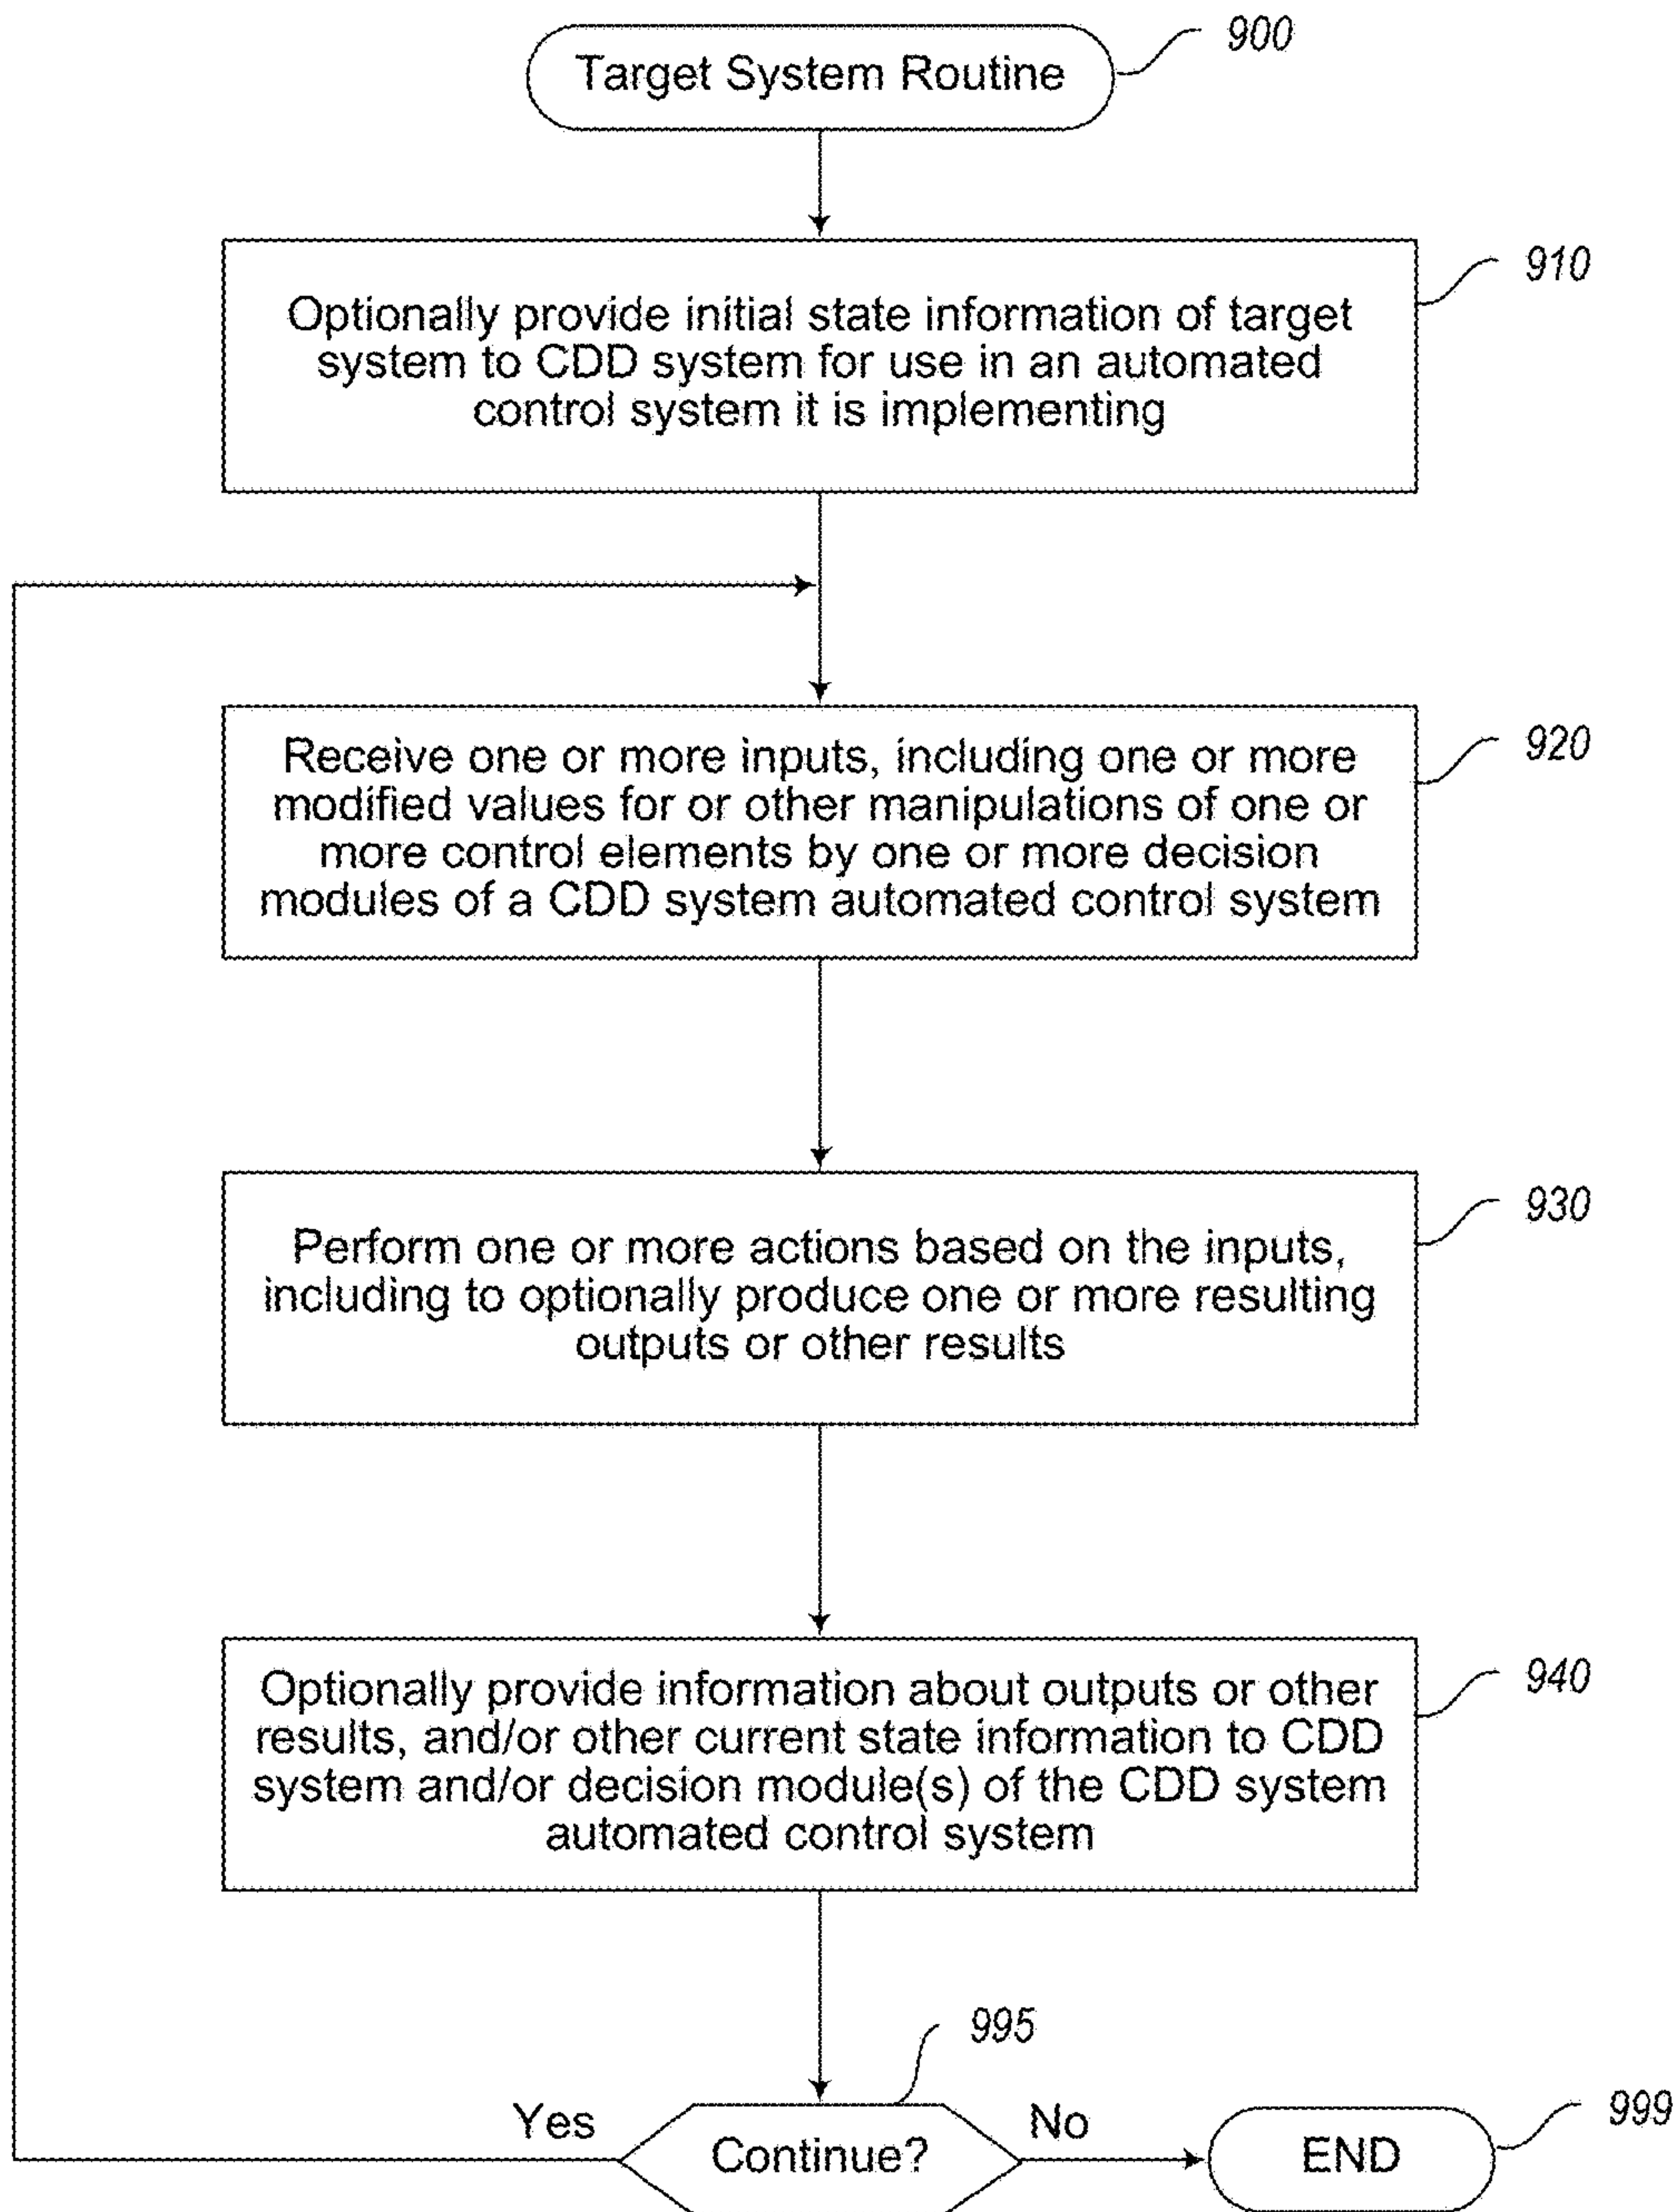 900
Target System Routine
910
Optionally provide initial state information of target
system to CDD system for use in an automated
control system it is implementing
920
Receive one or more inputs, including one or more
modified values for or other manipulations of one or
more control elements by one or more decision
modules of a CDD system automated control system
930
Perform one or more actions based on the inputs,
including to optionally produce one or more resulting
outputs or other results
940
Optionally provide information about outputs or other
results, and/or other current state information to CDD
system and/or decision module(s) of the CDD system
automated control system
995
Yes
Continue?
No
END
999